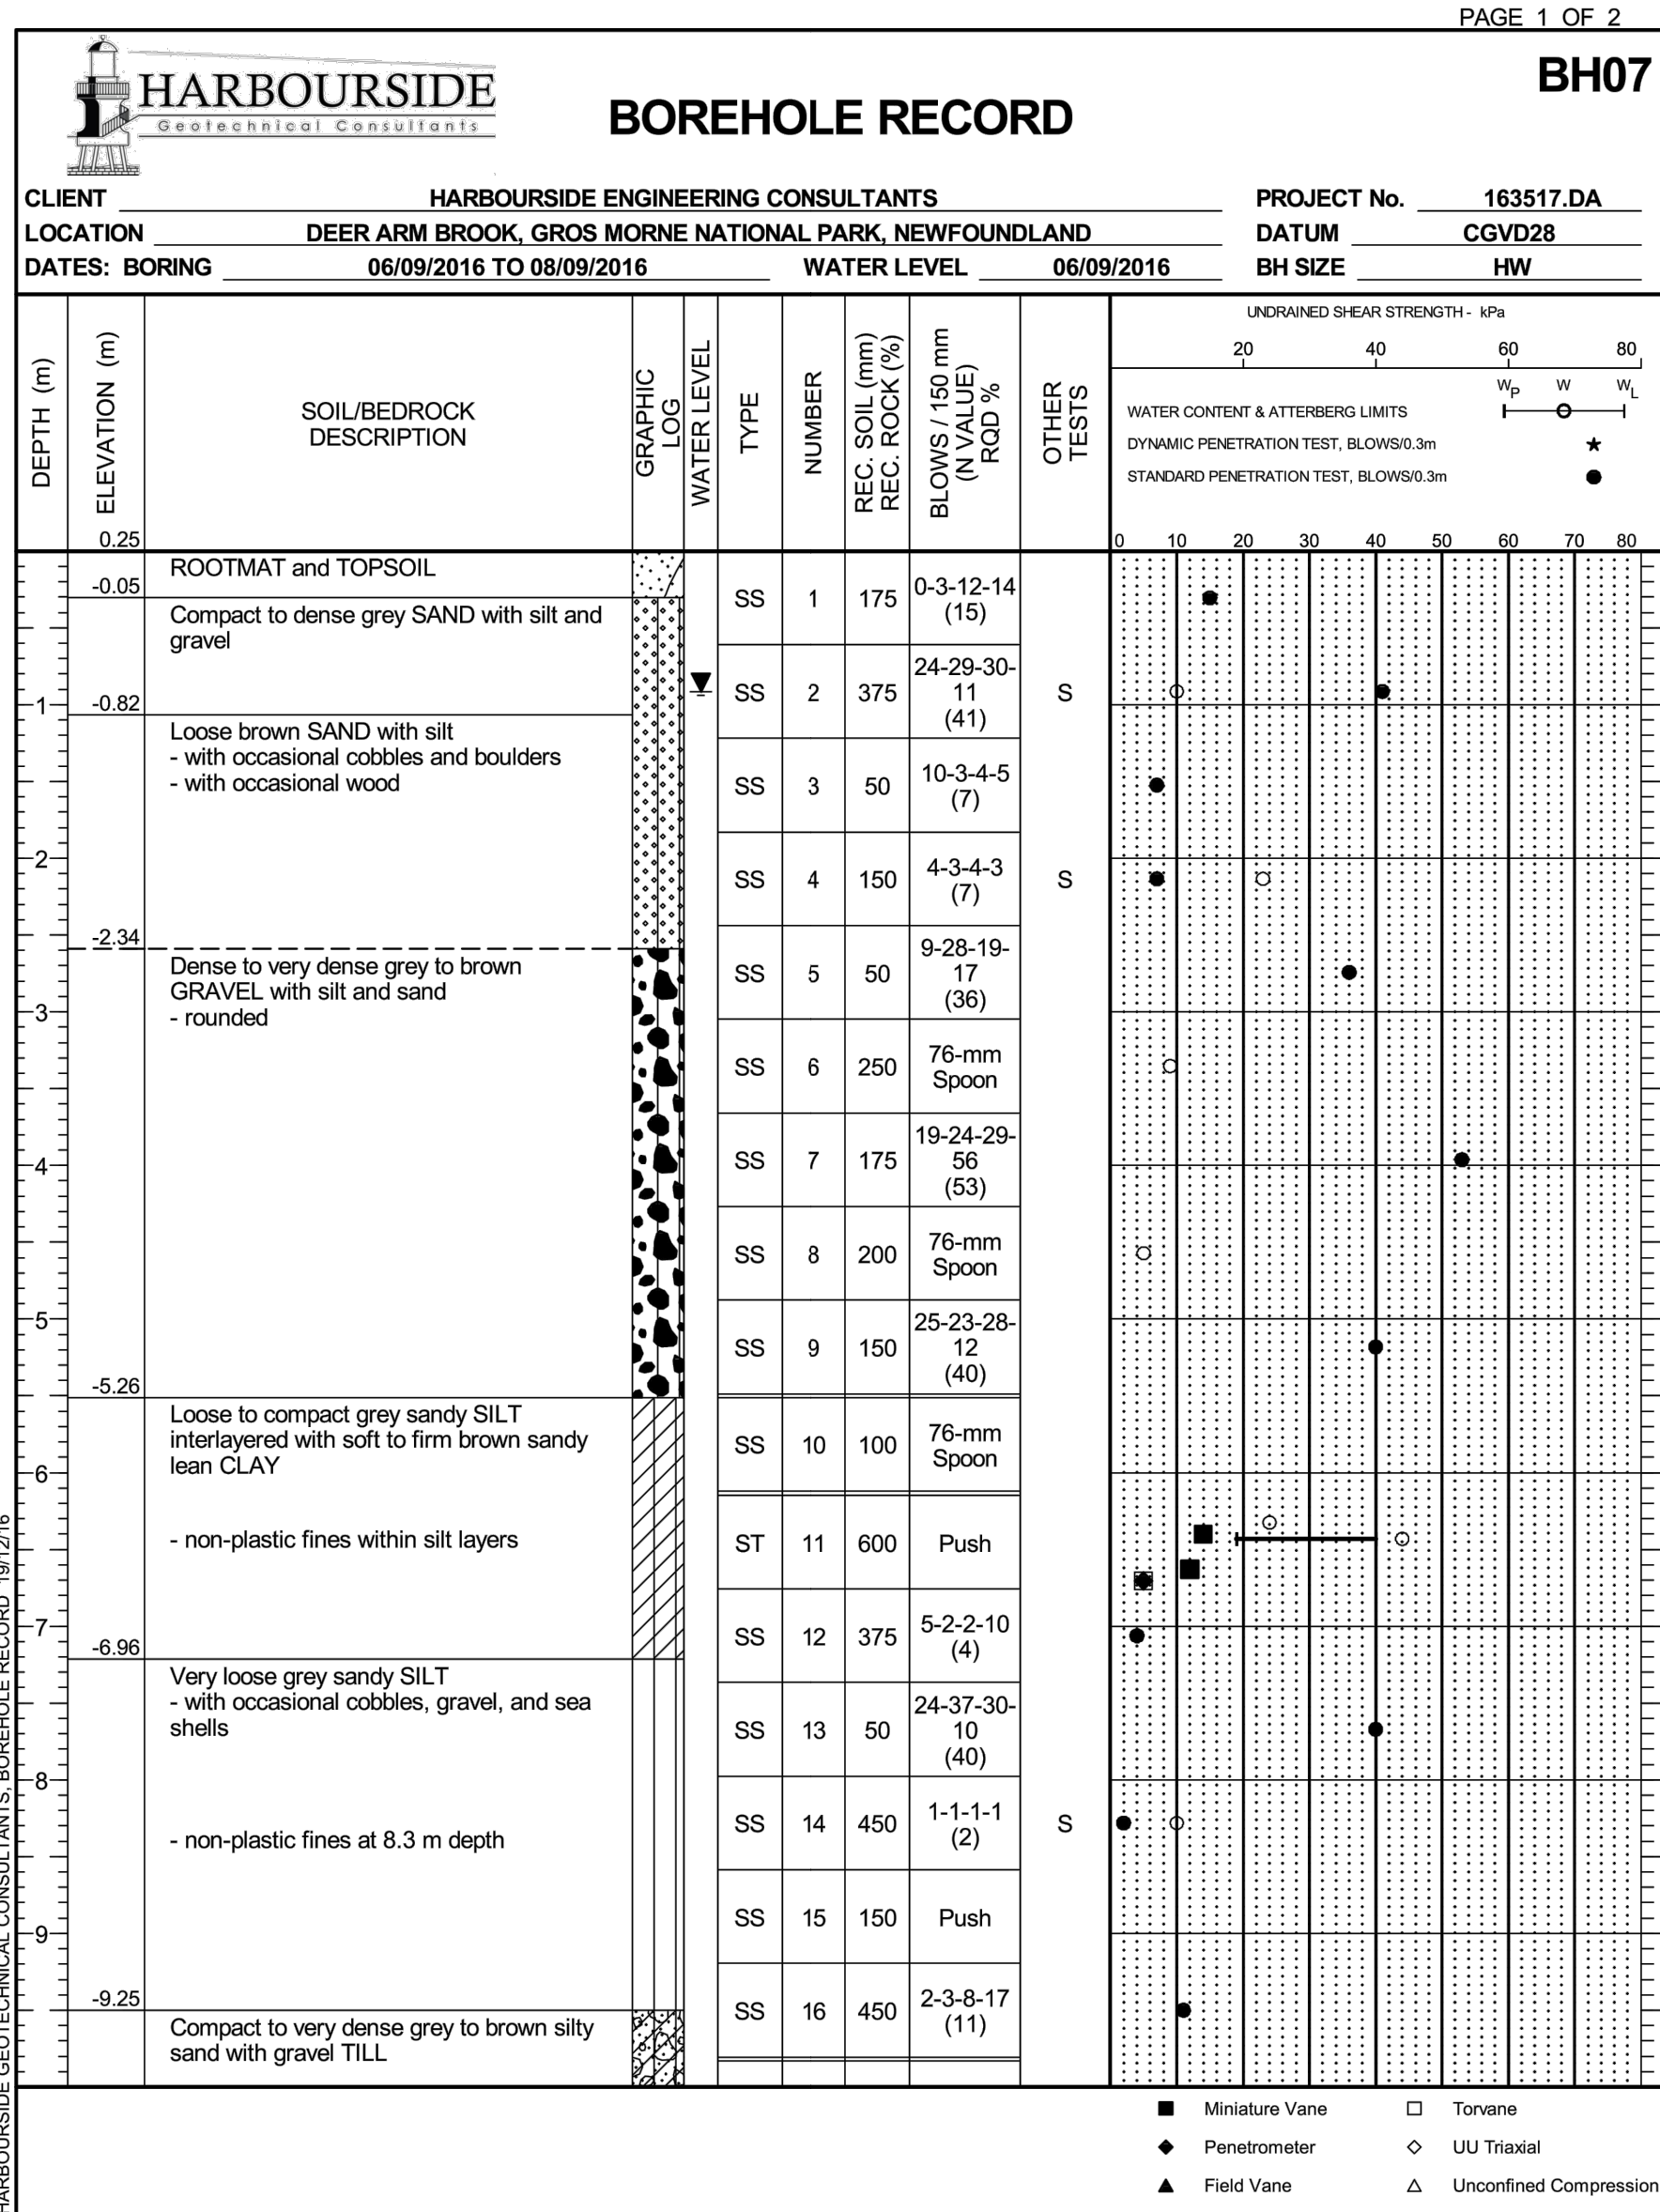 PAGE 1 OF 2
HARBOURSIDE
Geotechnical Consultants
BOREHOLE RECORD
BH07
CLIENT HARBOURSIDE ENGINEERING CONSULTANTS PROJECT No. 163517.DA
LOCATION DEER ARM BROOK, GROS MORNE NATIONAL PARK, NEWFOUNDLAND DATUM CGVD28
DATES: BORING 06/09/2016 TO 08/09/2016 WATER LEVEL 06/09/2016 BH SIZE HW
DEPTH (m)
ELEVATION (m)
SOIL/BEDROCK
DESCRIPTION
GRAPHIC
LOG
WATER LEVEL
TYPE
NUMBER
REC. SOIL (mm)
REC. ROCK (%)
BLOWS / 150 mm
(N VALUE)
RQD %
OTHER
TESTS
UNDRAINED SHEAR STRENGTH - kPa
20 40 60 80
WP W WL
WATER CONTENT & ATTERBERG LIMITS
DYNAMIC PENETRATION TEST, BLOWS/0.3m
STANDARD PENETRATION TEST, BLOWS/0.3m
0 10 20 30 40 50 60 70 80
0.25
ROOTMAT and TOPSOIL
-0.05
SS 1 175 0-3-12-14
(15)
Compact to dense grey SAND with silt and
gravel
SS 2 375 24-29-30-
11
(41)
S
1
-0.82
Loose brown SAND with silt
- with occasional cobbles and boulders
- with occasional wood
SS 3 50 10-3-4-5
(7)
2
SS 4 150 4-3-4-3
(7)
S
-2.34
Dense to very dense grey to brown
GRAVEL with silt and sand
- rounded
SS 5 50 9-28-19-
17
(36)
3
SS 6 250 76-mm
Spoon
SS 7 175 19-24-29-
56
(53)
4
SS 8 200 76-mm
Spoon
5
SS 9 150 25-23-28-
12
(40)
-5.26
Loose to compact grey sandy SILT
interlayered with soft to firm brown sandy
lean CLAY
SS 10 100 76-mm
Spoon
6
- non-plastic fines within silt layers
ST 11 600 Push
7
SS 12 375 5-2-2-10
(4)
-6.96
Very loose grey sandy SILT
- with occasional cobbles, gravel, and sea
shells
SS 13 50 24-37-30-
10
(40)
8
- non-plastic fines at 8.3 m depth
SS 14 450 1-1-1-1
(2)
S
SS 15 150 Push
9
-9.25
SS 16 450 2-3-8-17
(11)
Compact to very dense grey to brown silty
sand with gravel TILL
Miniature Vane Torvane
Penetrometer UU Triaxial
Field Vane Unconfined Compression
HARBOURSIDE GEOTECHNICAL CONSULTANTS, BOREHOLE RECORD 19/12/16